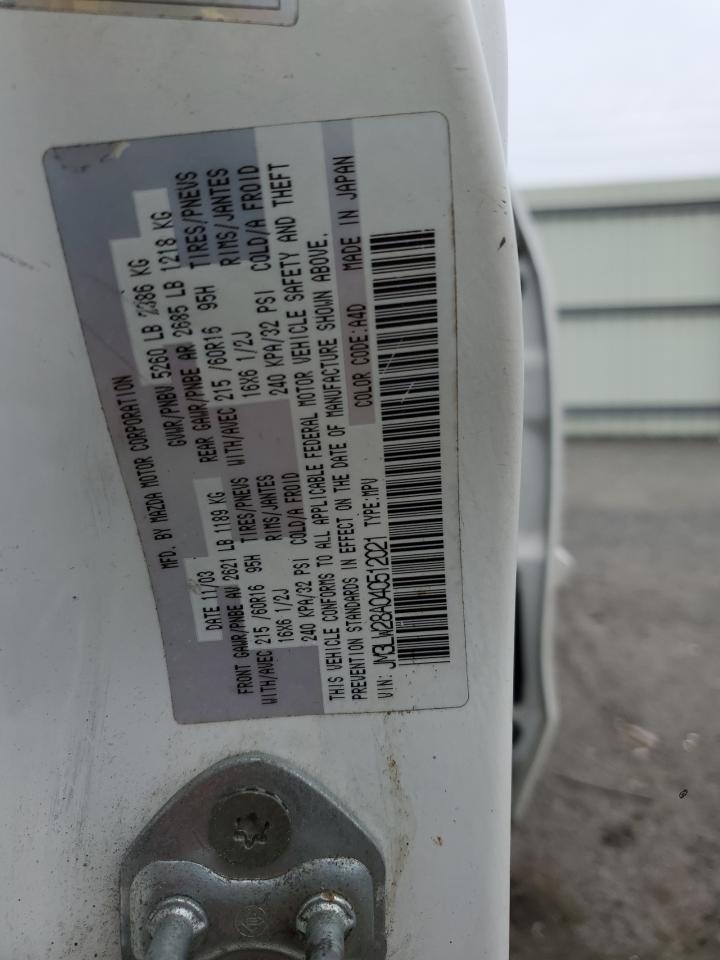 MFD. BY MAZDA MOTOR CORPORATION
DATE 11/03 GVWR/PNBV 5260 LB 2386 KG
FRONT GAWR/PNBE AV 2621 LB 1189 KG REAR GAWR/PNBE AR 2685 LB 1218 KG
WITH/AVEC 215 /60R16 95H TIRES/PNEUS WITH/AVEC 215 /60R16 95H TIRES/PNEUS
16X6 1/2J RIMS/JANTES 16X6 1/2J RIMS/JANTES
240 KPA/32 PSI COLD/A FROID 240 KPA/32 PSI COLD/A FROID
THIS VEHICLE CONFORMS TO ALL APPLICABLE FEDERAL MOTOR VEHICLE SAFETY AND THEFT
PREVENTION STANDARDS IN EFFECT ON THE DATE OF MANUFACTURE SHOWN ABOVE.
VIN: JM3LW28A040512021 TYPE:MPV COLOR CODE:A4D MADE IN JAPAN